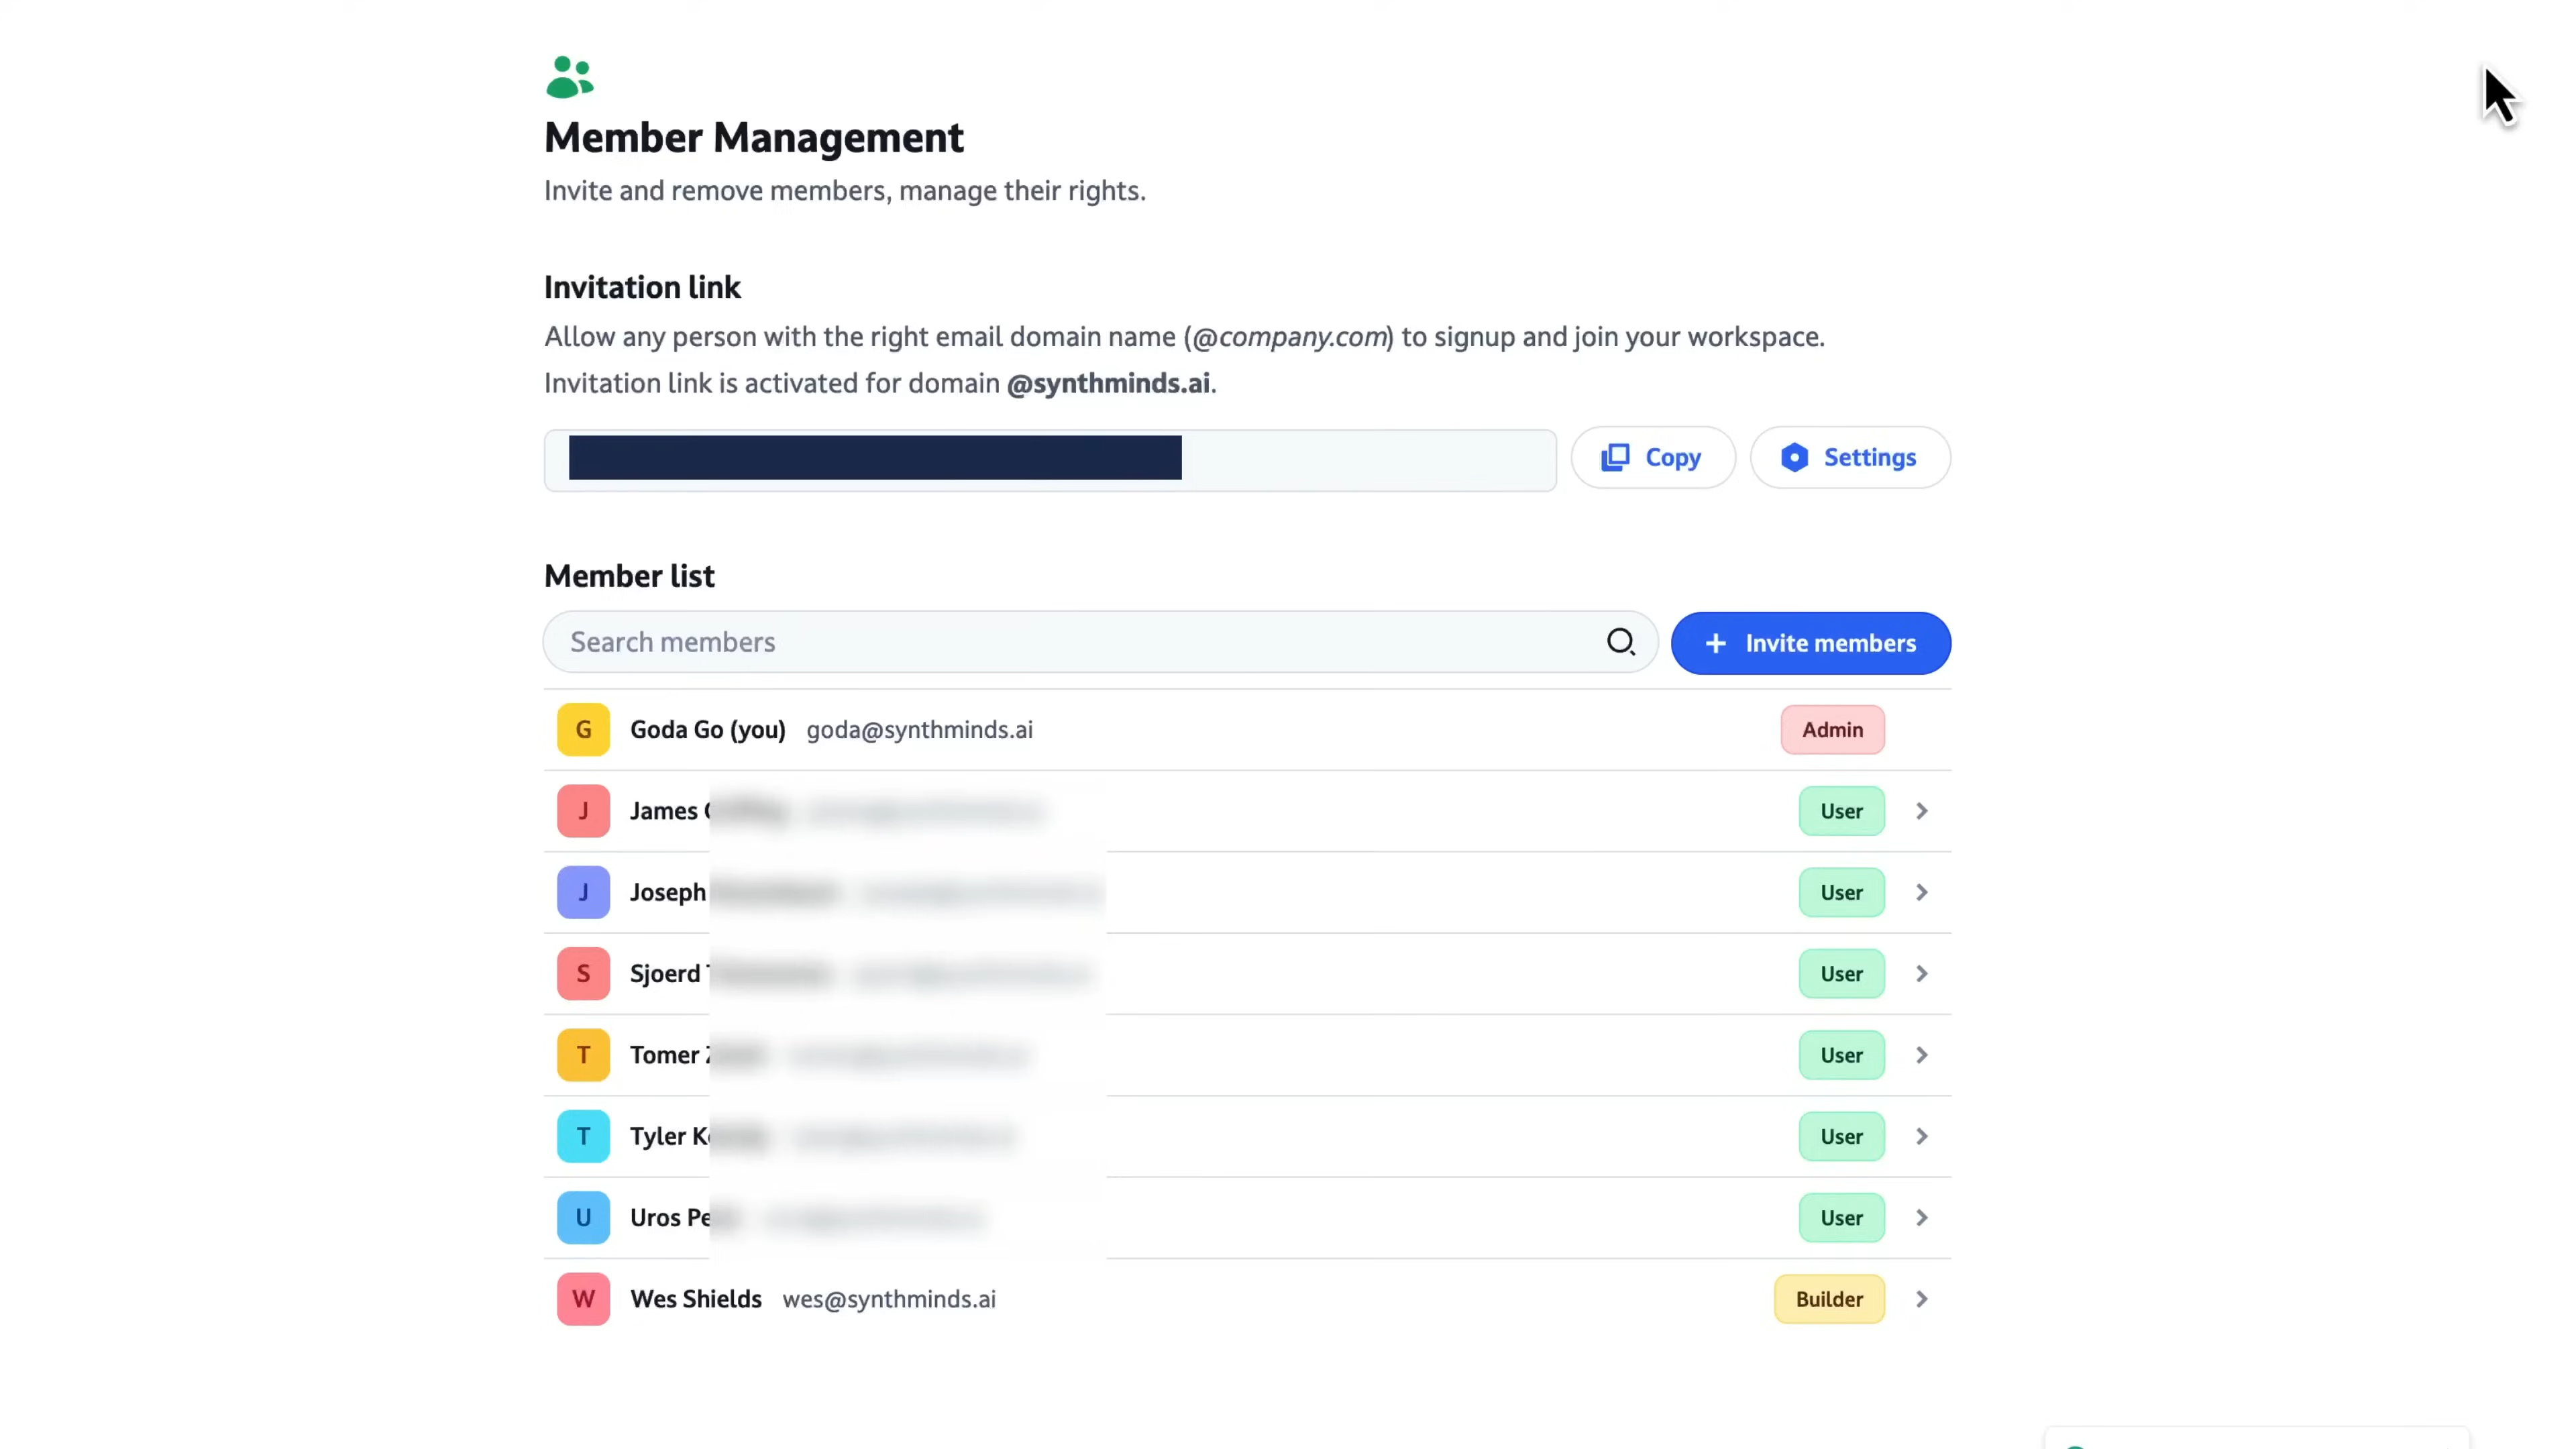 Member Management
Invite and remove members, manage their rights.
Invitation link
Allow any person with the right email domain name (@company.com) to signup and join your workspace.
Invitation link is activated for domain @synthminds.ai.
Copy
Settings
Member list
Search members
+ Invite members
G Goda Go (you) goda@synthminds.ai Admin
J James User
J Joseph User
S Sjoerd User
T Tomer User
T Tyler User
U Uros User
W Wes Shields wes@synthminds.ai Builder